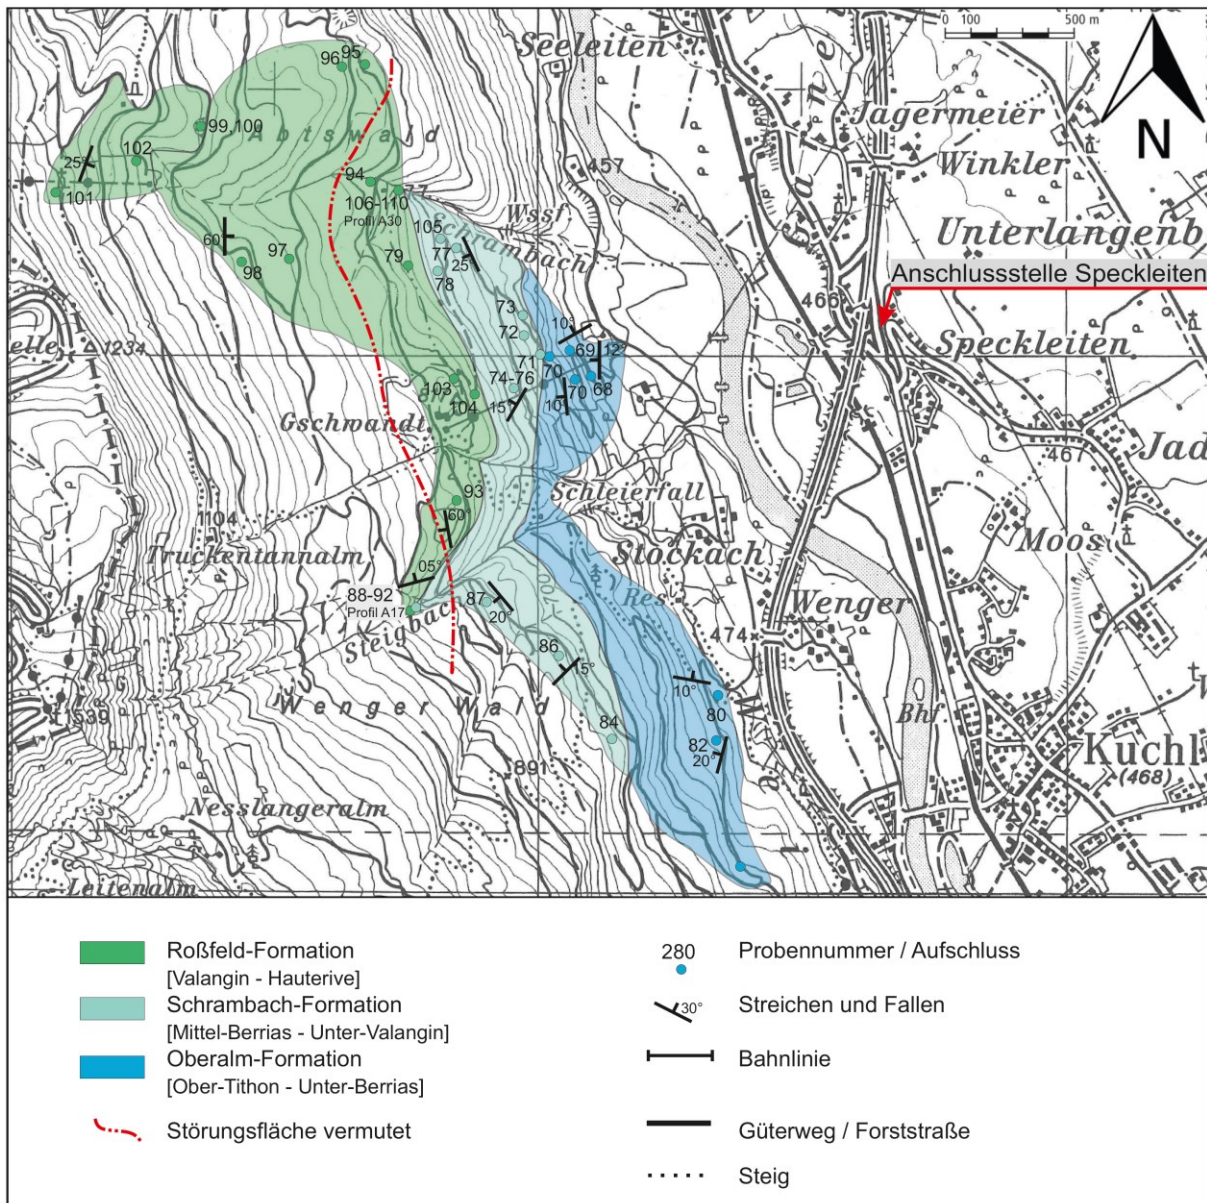 0 100 500 m
Seeleiten
N
96 95
99,100
Abtswald
25°
102
101
94
106-110
Profil A30
77
457
Jagermeier
Winkler
Garne
Wssf.
Schrambach
105
77
25°
78
79
60°
97
98
Unterlangenb
Anschlussstelle Speckleiten
466
Speckleiten
73
72
10°
69
12°
71
70
68
70
10°
74-76
15°
1234
elle
103
104
Gschwandt
467
Jad
93
60°
Schleierfall
1104
Truckentannalm
Stockach
Moos
05°
88-92
Profil A17
Steigbach
87
20
700
Res.
Wenger
474
86
15°
10°
80
82
20°
84
1539
Wenger Wald
Bhf.
Kuchl
(468)
891
Nesslangeralm
Leitenalm
Roßfeld-Formation
[Valangin - Hauterive]
Schrambach-Formation
[Mittel-Berrias - Unter-Valangin]
Oberalm-Formation
[Ober-Tithon - Unter-Berrias]
Störungsfläche vermutet
280
Probennummer / Aufschluss
30°
Streichen und Fallen
Bahnlinie
Güterweg / Forststraße
Steig